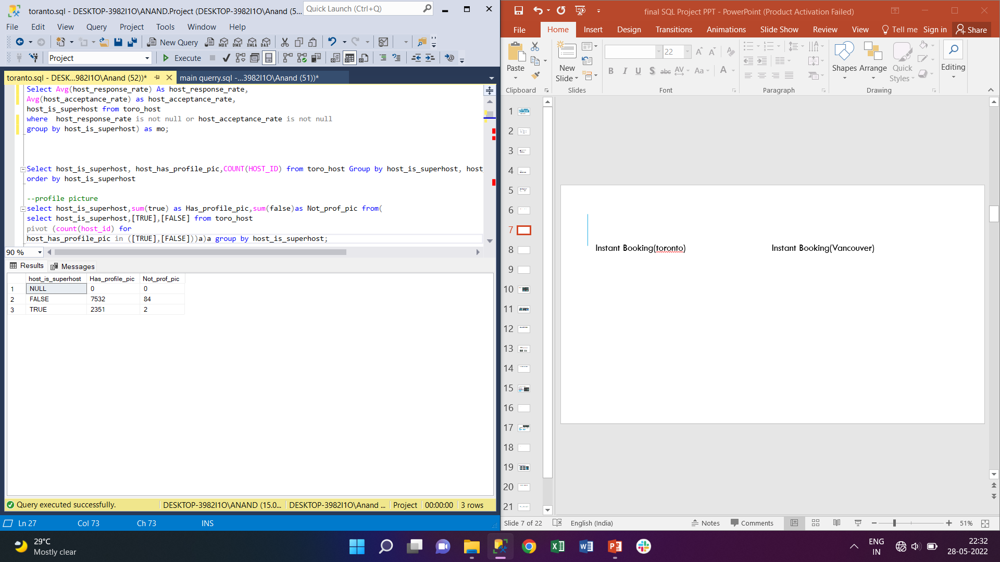 toranto.sql - DESKTOP-3982I1O\ANAND.Project (DESKTOP-3982I1O\Anand (5...
Quick Launch (Ctrl+Q)
File Edit View Query Project Tools Window Help
New Query
Project
Execute
toranto.sql - DESK...982I1O\Anand (52))*
main querry.sql -...3982I1O\Anand (51))*
Select Avg(host_response_rate) As host_response_rate,
Avg(host_acceptance_rate) as host_acceptance_rate,
host_is_superhost from toro_host
where  host_response_rate is not null or host_acceptance_rate is not null
group by host_is_superhost) as mo;
Select host_is_superhost, host_has_profile_pic,COUNT(HOST_ID) from toro_host Group by host_is_superhost, host
order by host_is_superhost
--profile picture
select host_is_superhost,sum(true) as Has_profile_pic,sum(false)as Not_prof_pic from(
select host_is_superhost,[TRUE],[FALSE] from toro_host
pivot (count(host_id) for
host_has_profile_pic in ([TRUE],[FALSE]))a)a group by host_is_superhost;
90 %
Results Messages
host_is_superhost Has_profile_pic Not_prof_pic
1 NULL 0 0
2 FALSE 7532 84
3 TRUE 2351 2
Query executed successfully.
DESKTOP-3982I1O\ANAND (15.0...
DESKTOP-3982I1O\Anand ...
Project
00:00:00
3 rows
Ln 27 Col 73 Ch 73 INS
final SQL Project PPT - PowerPoint (Product Activation Failed)
File Home Insert Design Transitions Animations Slide Show Review View Tell me Sign in Share
Paste
New
Slide
22
Shapes Arrange Quick
Styles
Editing
Clipboard Slides Font Paragraph Drawing
1
2
3
4
5
6
7
8
9
10
11
12
13
14
15
16
17
18
19
20
21
Instant Booking(toronto)
Instant Booking(Vancouver)
Slide 7 of 22
English (India)
Notes
Comments
51%
29°C
Mostly clear
ENG
IN
22:32
28-05-2022